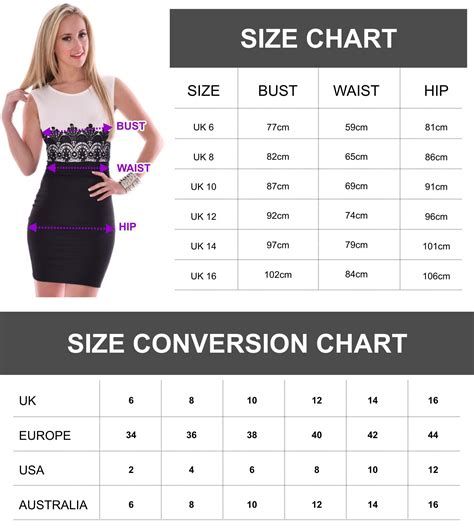 SIZE CHART
SIZE BUST WAIST HIP
UK 6 77cm 59cm 81cm
UK 8 82cm 65cm 86cm
UK 10 87cm 69cm 91cm
UK 12 92cm 74cm 96cm
UK 14 97cm 79cm 101cm
UK 16 102cm 84cm 106cm
BUST
WAIST
HIP
SIZE CONVERSION CHART
UK 6 8 10 12 14 16
EUROPE 34 36 38 40 42 44
USA 2 4 6 8 10 12
AUSTRALIA 6 8 10 12 14 16